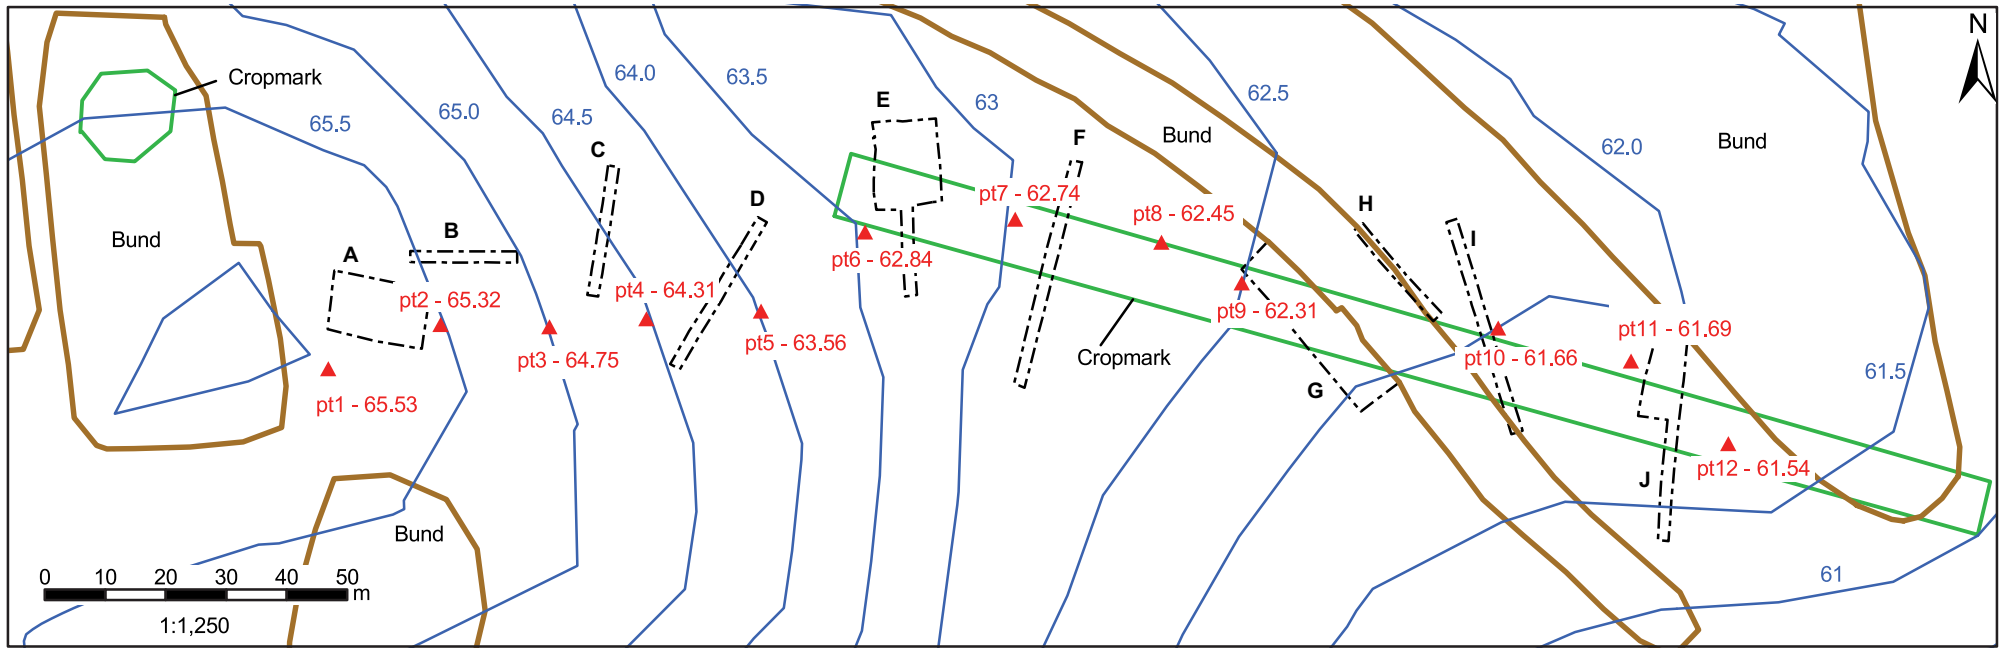 N
Cropmark
65.5
65.0
64.5
64.0
63.5
63
62.5
62.0
61.5
61
E
F
C
D
B
A
H
I
G
J
Bund
Bund
Bund
Bund
pt1 - 65.53
pt2 - 65.32
pt3 - 64.75
pt4 - 64.31
pt5 - 63.56
pt6 - 62.84
pt7 - 62.74
pt8 - 62.45
pt9 - 62.31
pt10 - 61.66
pt11 - 61.69
pt12 - 61.54
Cropmark
0 10 20 30 40 50
m
1:1,250